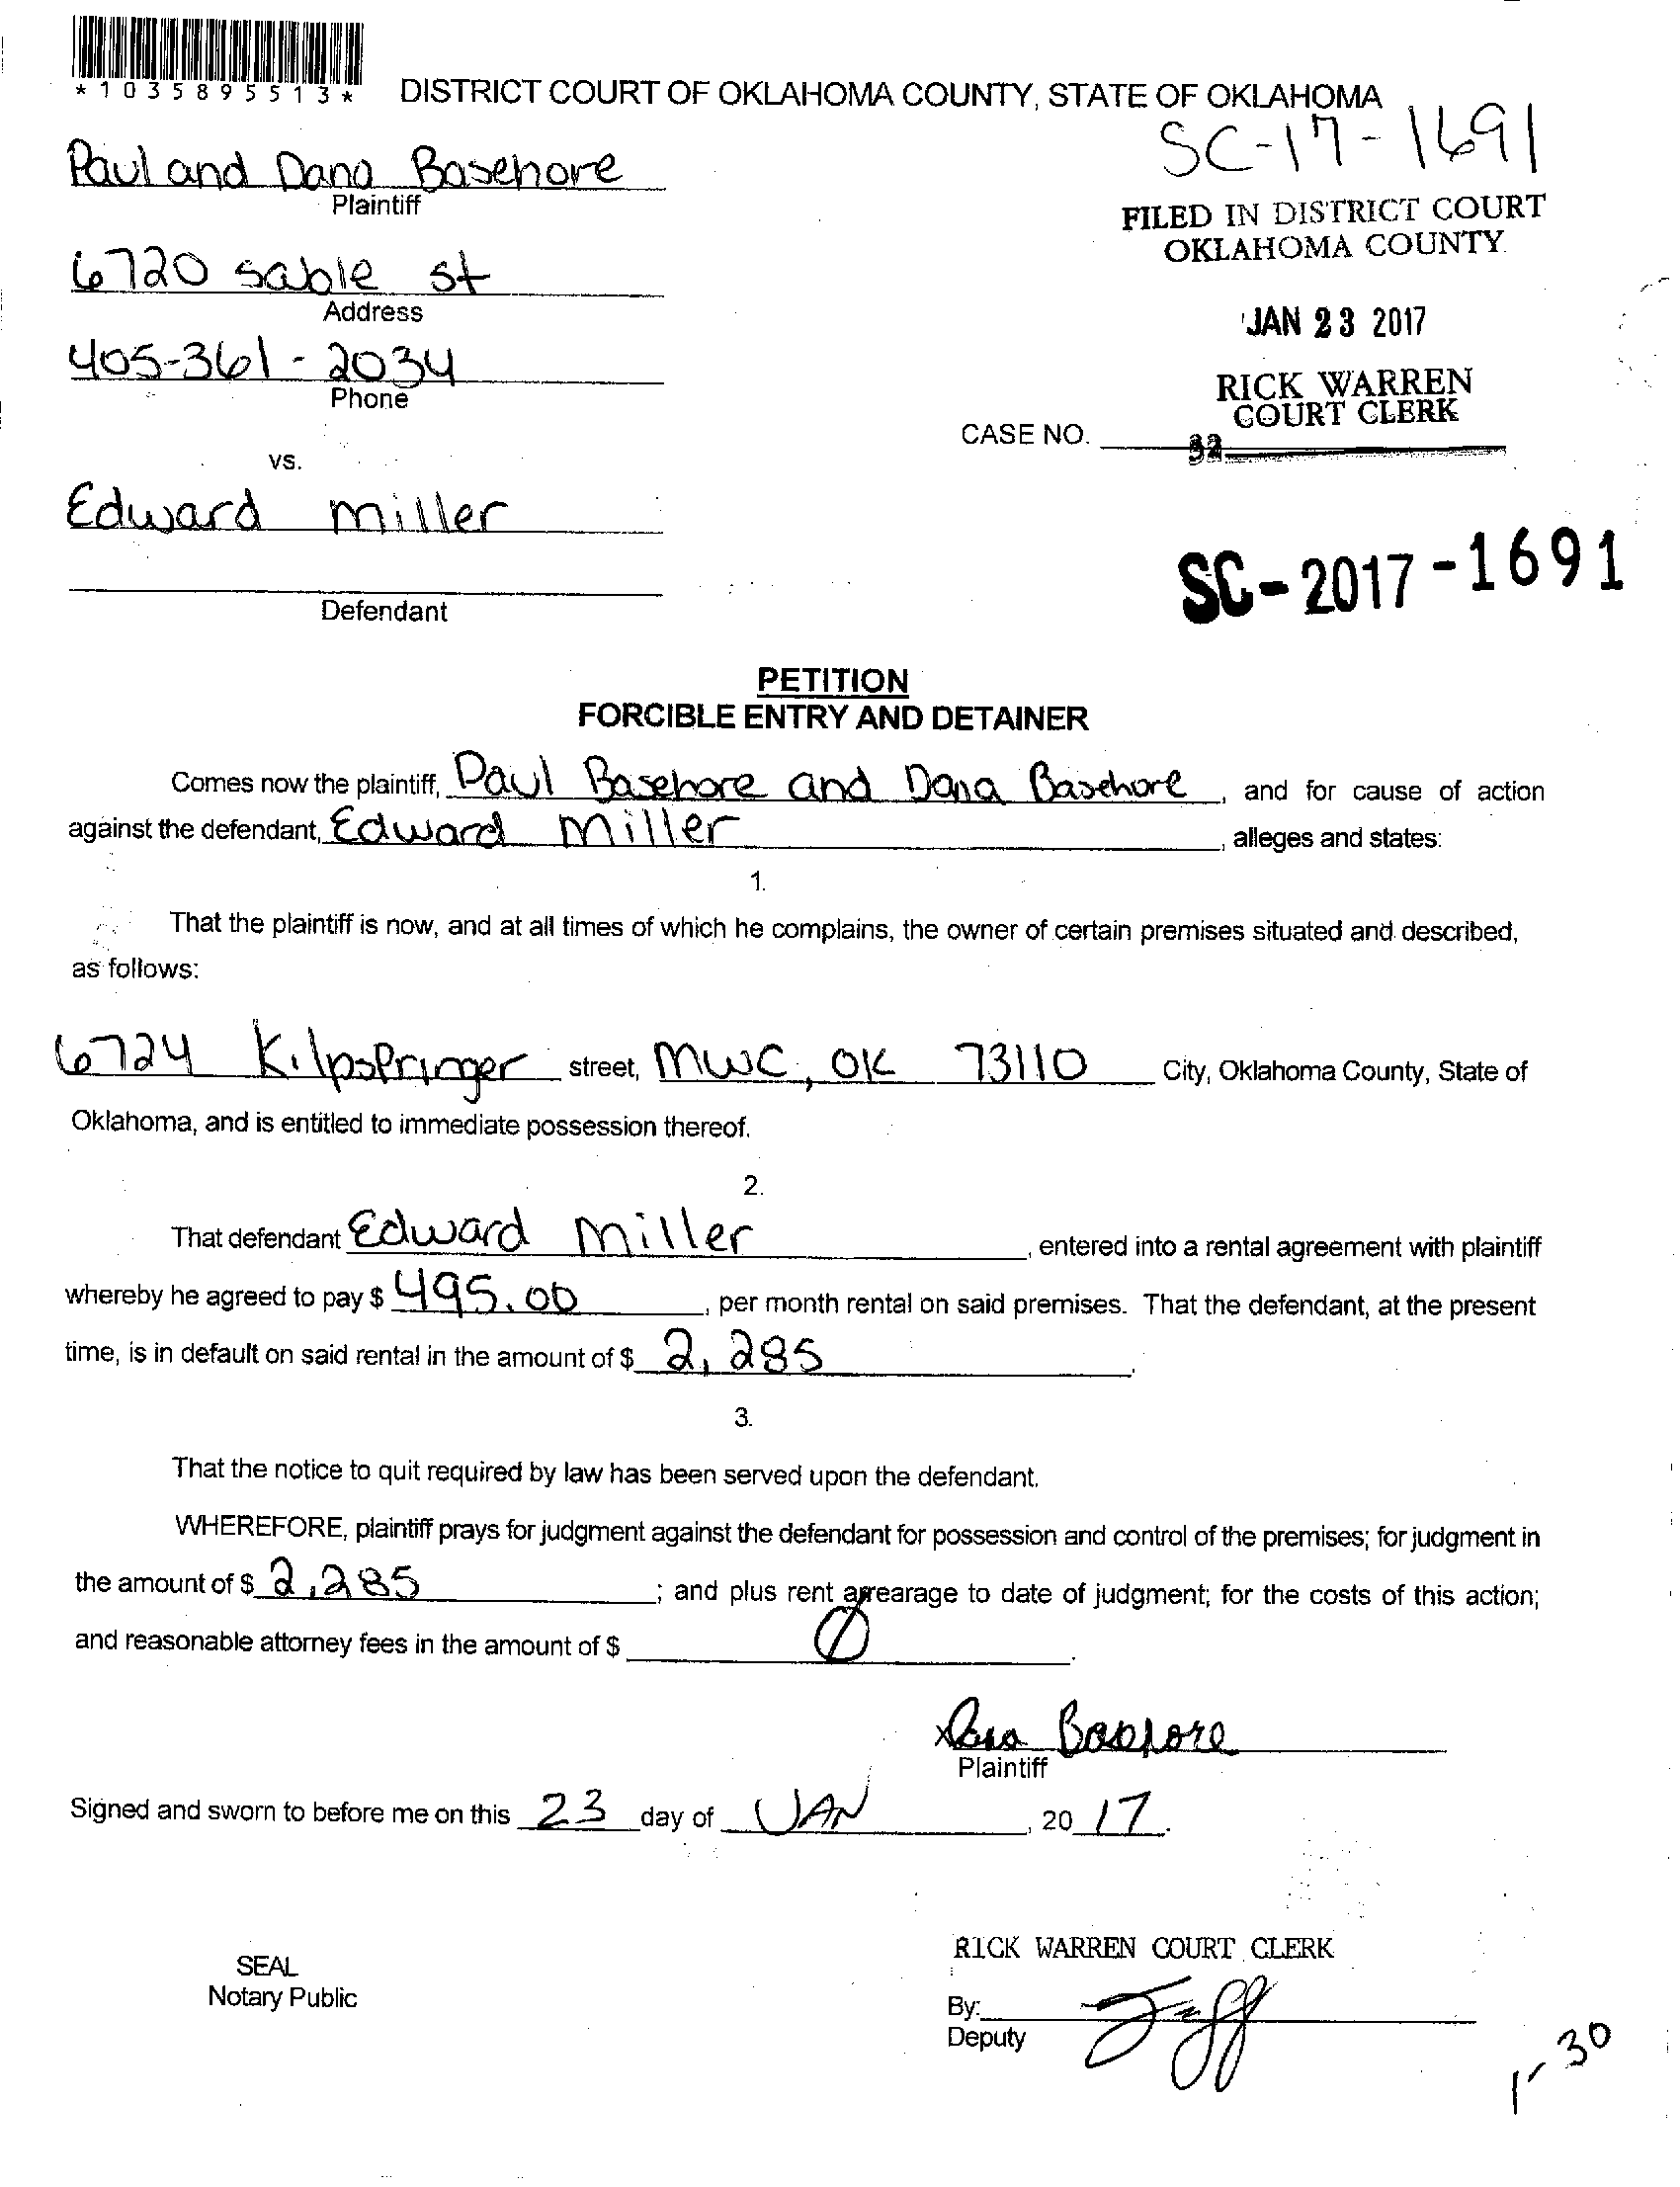 *1035895513*
DISTRICT COURT OF OKLAHOMA COUNTY, STATE OF OKLAHOMA
SC-17-1691
Paul and Dana Basehore
Plaintiff
FILED IN DISTRICT COURT
OKLAHOMA COUNTY
6720 sable st
Address
JAN 23 2017
405-361-2034
Phone
RICK WARREN
COURT CLERK
CASE NO.
32
vs.
Edward Miller
SC-2017-1691
Defendant
PETITION
FORCIBLE ENTRY AND DETAINER
Comes now the plaintiff, Paul Basehore and Dana Basehore, and for cause of action
against the defendant, Edward Miller, alleges and states:
1.
That the plaintiff is now, and at all times of which he complains, the owner of certain premises situated and described,
as follows:
6724 Kilpspringer street, MWC, OK 73110 City, Oklahoma County, State of
Oklahoma, and is entitled to immediate possession thereof.
2.
That defendant Edward Miller, entered into a rental agreement with plaintiff
whereby he agreed to pay $ 495.00, per month rental on said premises. That the defendant, at the present
time, is in default on said rental in the amount of $ 2,285.
3.
That the notice to quit required by law has been served upon the defendant.
WHEREFORE, plaintiff prays for judgment against the defendant for possession and control of the premises; for judgment in
the amount of $ 2,285; and plus rent arrearage to date of judgment; for the costs of this action;
and reasonable attorney fees in the amount of $ Ø.
x Dana Basehore
Plaintiff
Signed and sworn to before me on this 23 day of JAN, 20 17.
RICK WARREN COURT CLERK
SEAL
Notary Public
By:
Deputy
1-30